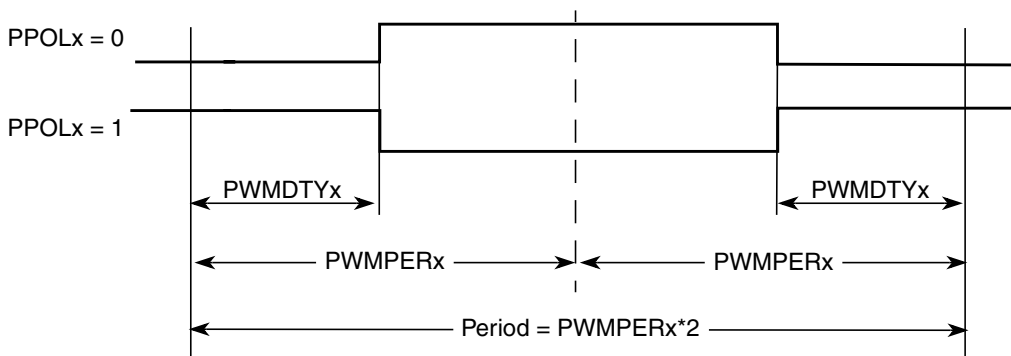 PPOLx = 0
PPOLx = 1
PWMDTYx
PWMDTYx
PWMPERx
PWMPERx
Period = PWMPERx*2